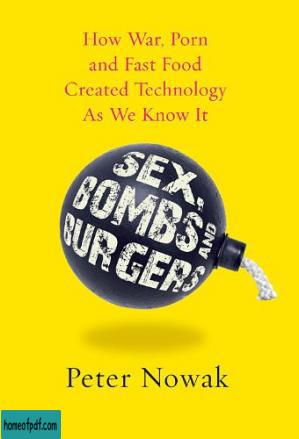 How War, Porn
and Fast Food
Created Technology
As We Know It
SEX,
BOMBS
AND
BURGERS
Peter Nowak
homeofpdf.com